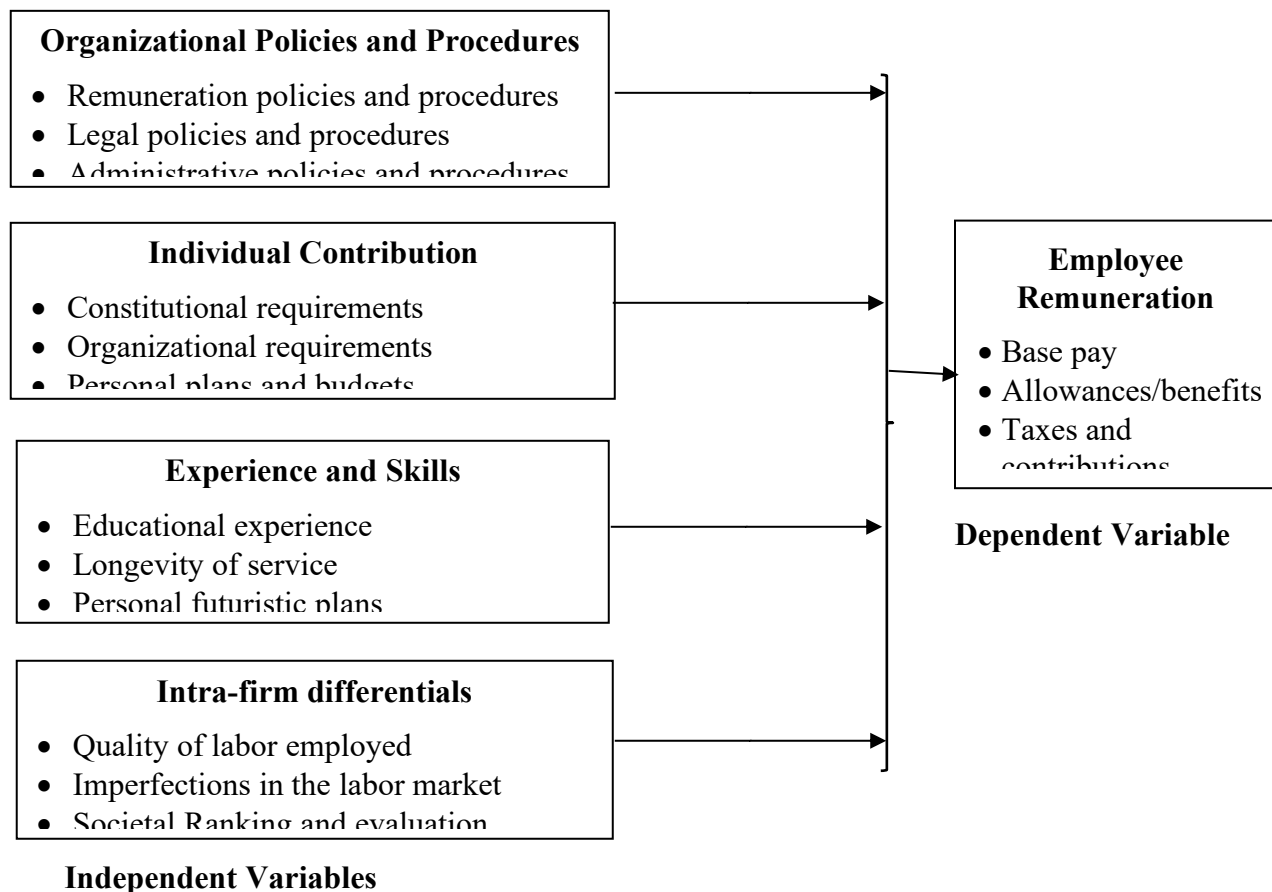 Organizational Policies and Procedures
• Remuneration policies and procedures
• Legal policies and procedures
• Administrative policies and procedures
Individual Contribution
• Constitutional requirements
• Organizational requirements
• Personal plans and budgets
Experience and Skills
• Educational experience
• Longevity of service
• Personal futuristic plans
Intra-firm differentials
• Quality of labor employed
• Imperfections in the labor market
• Societal Ranking and evaluation
Independent Variables
Employee
Remuneration
• Base pay
• Allowances/benefits
• Taxes and
contributions
Dependent Variable